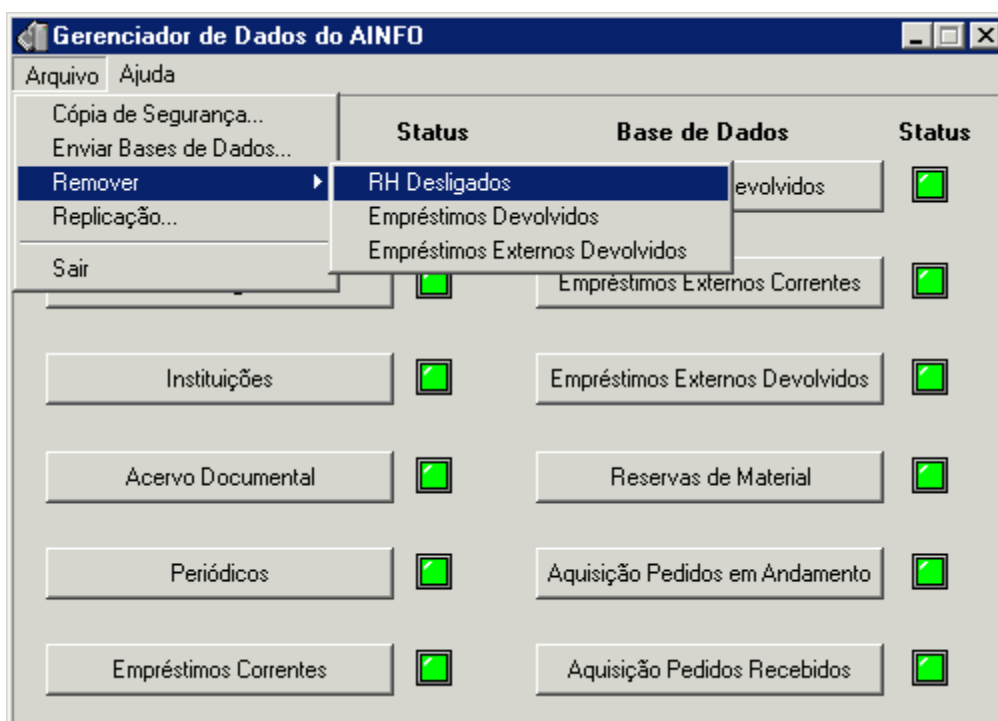 Gerenciador de Dados do AINFO
Arquivo Ajuda
Cópia de Segurança...
Enviar Bases de Dados...
Remover
Replicação...
Sair
RH Desligados
Empréstimos Devolvidos
Empréstimos Externos Devolvidos
Status Base de Dados Status
evolvidos
Empréstimos Externos Correntes
Instituições Empréstimos Externos Devolvidos
Acervo Documental Reservas de Material
Periódicos Aquisição Pedidos em Andamento
Empréstimos Correntes Aquisição Pedidos Recebidos